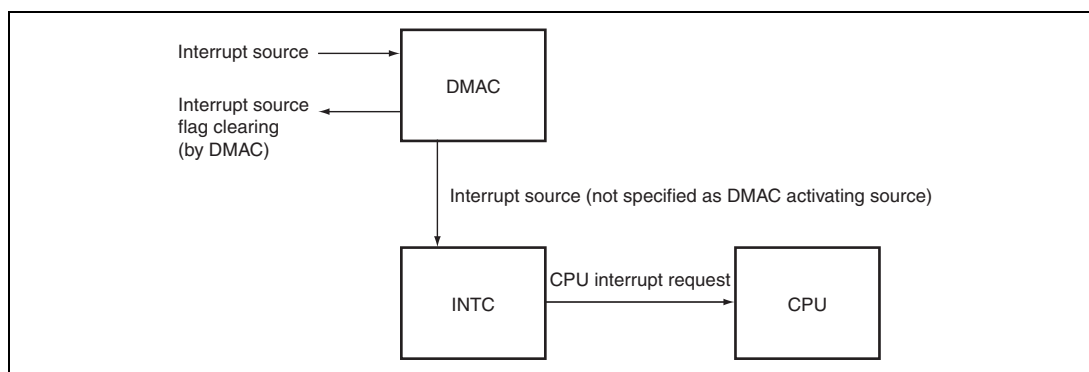 Interrupt source
DMAC
Interrupt source
flag clearing
(by DMAC)
Interrupt source (not specified as DMAC activating source)
CPU interrupt request
INTC
CPU